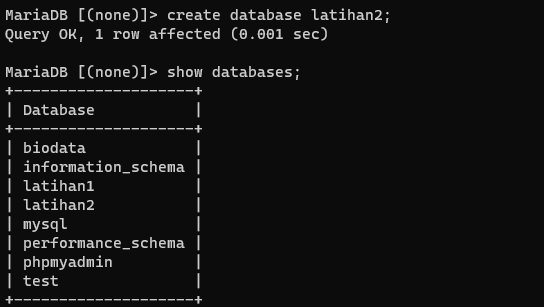 MariaDB [(none)]> create database latihan2;
Query OK, 1 row affected (0.001 sec)
MariaDB [(none)]> show databases;
+--------------------+
| Database           |
+--------------------+
| biodata            |
| information_schema |
| latihan1           |
| latihan2           |
| mysql              |
| performance_schema |
| phpmyadmin         |
| test               |
+--------------------+